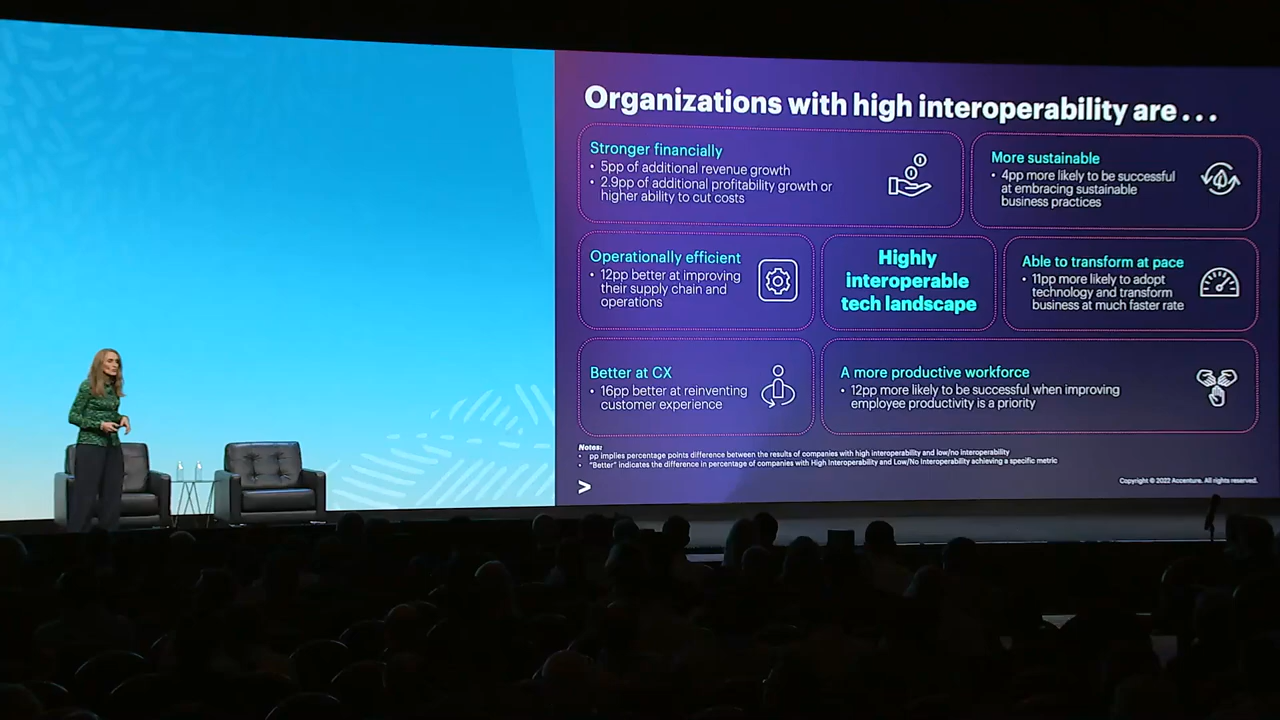 Organizations with high interoperability are . . .
Stronger financially
• 5pp of additional revenue growth
• 2.9pp of additional profitability growth or
higher ability to cut costs
More sustainable
• 4pp more likely to be successful
at embracing sustainable
business practices
Operationally efficient
• 12pp better at improving
their supply chain and
operations
Highly
interoperable
tech landscape
Able to transform at pace
• 11pp more likely to adopt
technology and transform
business at much faster rate
Better at CX
• 16pp better at reinventing
customer experience
A more productive workforce
• 12pp more likely to be successful when improving
employee productivity is a priority
Notes:
• pp implies percentage points difference between the results of companies with high interoperability and low/no interoperability
• "Better" indicates the difference in percentage of companies with High Interoperability and Low/No Interoperability achieving a specific metric
>
Copyright © 2022 Accenture. All rights reserved.